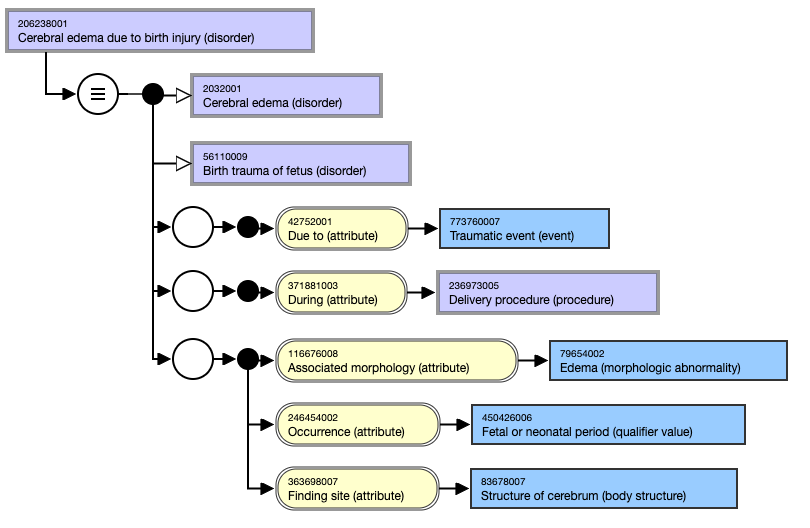 206238001
Cerebral edema due to birth injury (disorder)
2032001
Cerebral edema (disorder)
56110009
Birth trauma of fetus (disorder)
42752001
Due to (attribute)
773760007
Traumatic event (event)
371881003
During (attribute)
236973005
Delivery procedure (procedure)
116676008
Associated morphology (attribute)
79654002
Edema (morphologic abnormality)
246454002
Occurrence (attribute)
450426006
Fetal or neonatal period (qualifier value)
363698007
Finding site (attribute)
83678007
Structure of cerebrum (body structure)